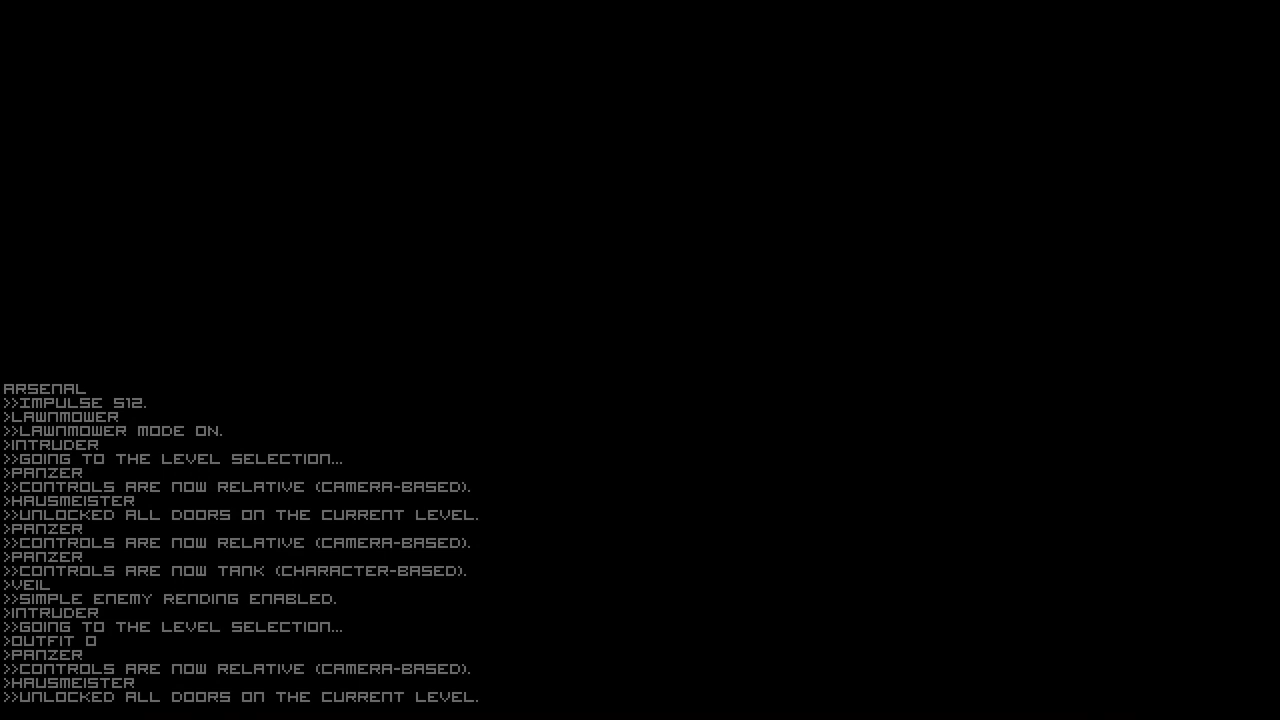 ARSENAL
>>IMPULSE 512.
>LAWNMOWER
>>LAWNMOWER MODE ON.
>INTRUDER
>>GOING TO THE LEVEL SELECTION...
>PANZER
>>CONTROLS ARE NOW RELATIVE (CAMERA-BASED).
>HAUSMEISTER
>>UNLOCKED ALL DOORS ON THE CURRENT LEVEL.
>PANZER
>>CONTROLS ARE NOW RELATIVE (CAMERA-BASED).
>PANZER
>>CONTROLS ARE NOW TANK (CHARACTER-BASED).
>VEIL
>>SIMPLE ENEMY RENDING ENABLED.
>INTRUDER
>>GOING TO THE LEVEL SELECTION...
>OUTFIT 0
>PANZER
>>CONTROLS ARE NOW RELATIVE (CAMERA-BASED).
>HAUSMEISTER
>>UNLOCKED ALL DOORS ON THE CURRENT LEVEL.